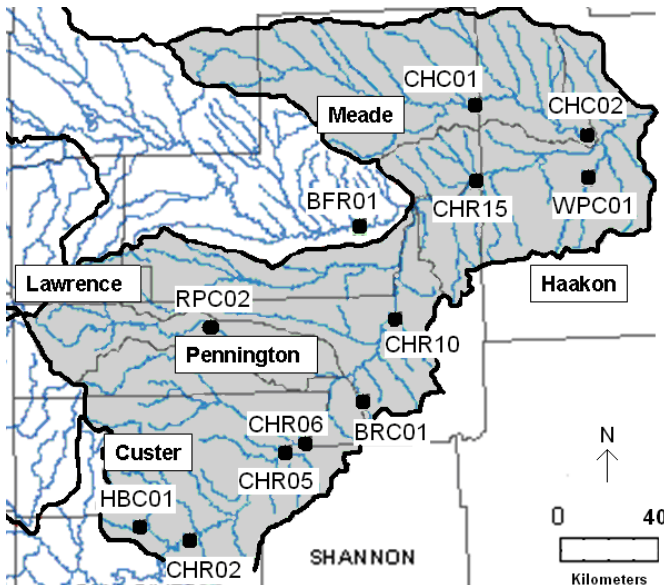 CHC01
Meade
CHC02
BFR01
CHR15
WPC01
Lawrence
RPC02
Haakon
CHR10
Pennington
CHR06
BRC01
Custer
CHR05
HBC01
N
CHR02
SHANNON
0 40
Kilometers